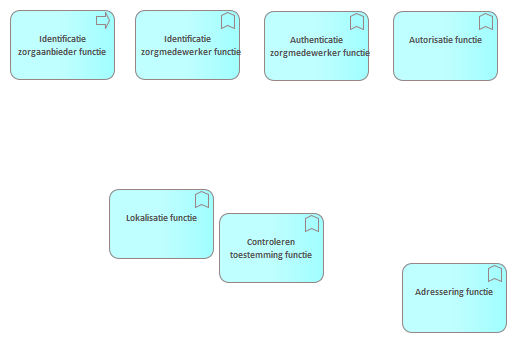 Identificatie
zorgaanbieder functie
Identificatie
zorgmedewerker functie
Authenticatie
zorgmedewerker functie
Autorisatie functie
Lokalisatie functie
Controleren
toestemming functie
Adressering functie